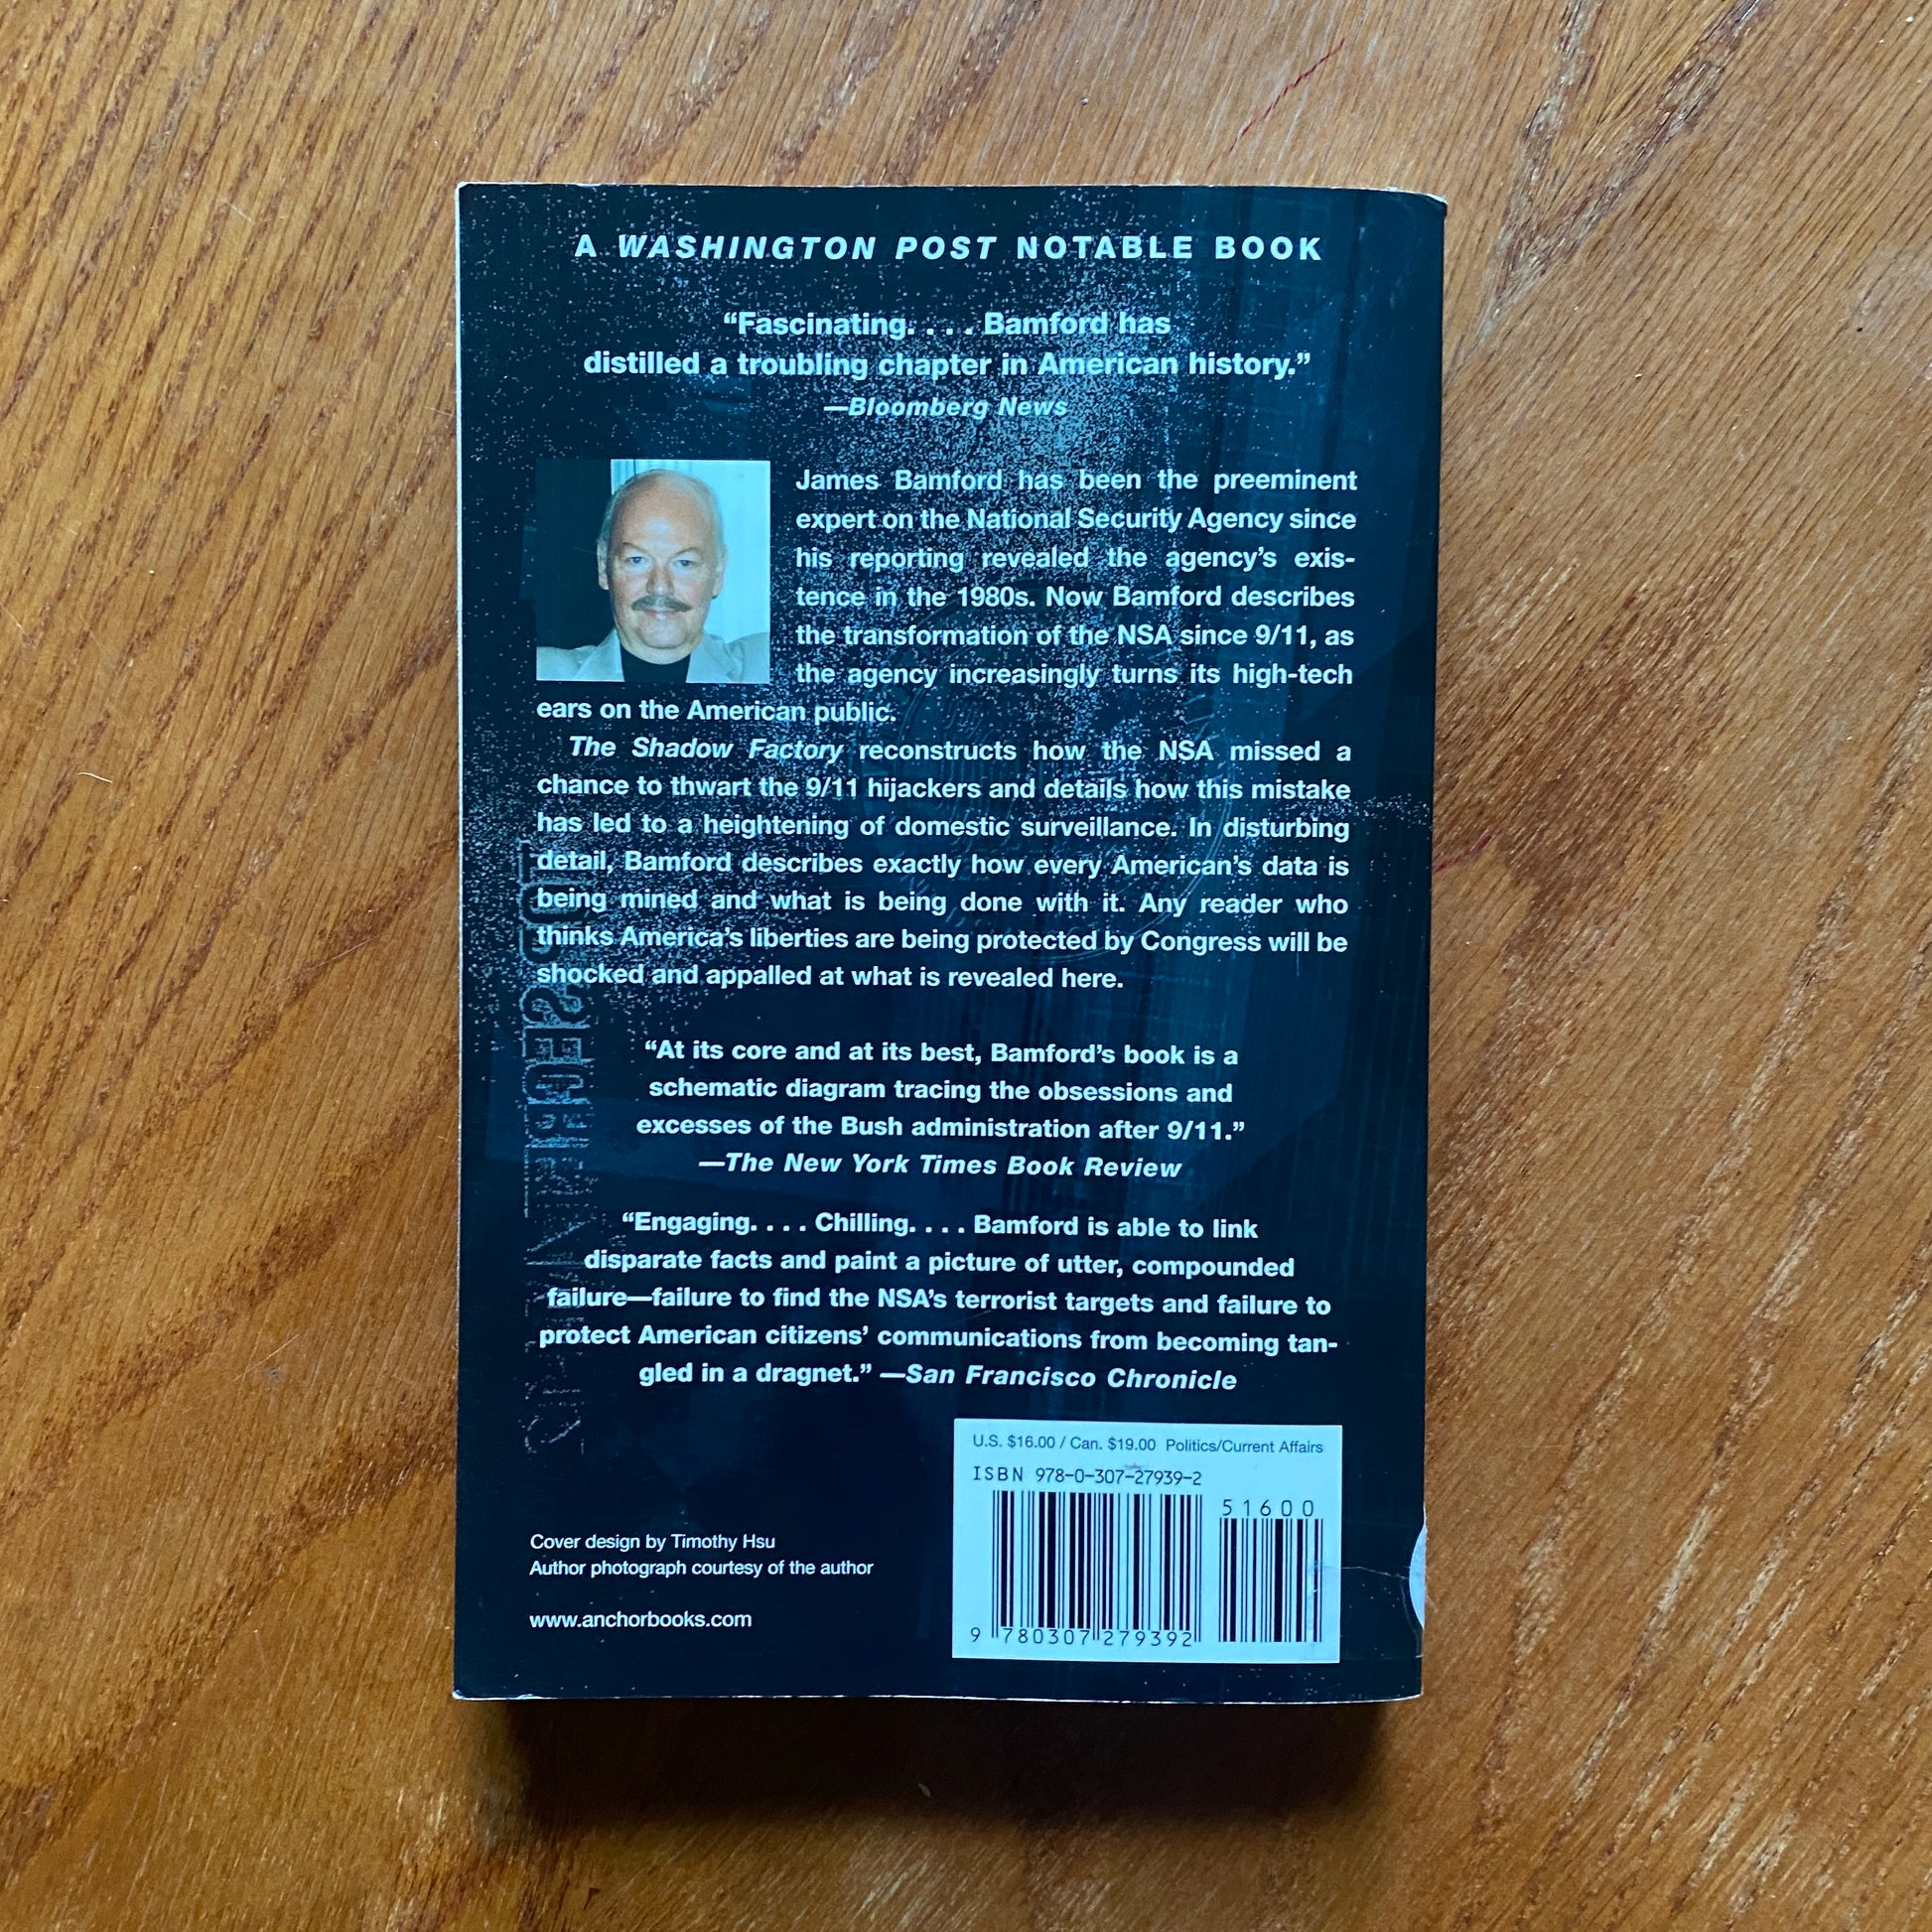 A WASHINGTON POST NOTABLE BOOK
“Fascinating. . . . Bamford has
distilled a troubling chapter in American history.”
—Bloomberg News
James Bamford has been the preeminent
expert on the National Security Agency since
his reporting revealed the agency’s exis-
tence in the 1980s. Now Bamford describes
the transformation of the NSA since 9/11, as
the agency increasingly turns its high-tech
ears on the American public.
The Shadow Factory reconstructs how the NSA missed a
chance to thwart the 9/11 hijackers and details how this mistake
has led to a heightening of domestic surveillance. In disturbing
detail, Bamford describes exactly how every American’s data is
being mined and what is being done with it. Any reader who
thinks America’s liberties are being protected by Congress will be
shocked and appalled at what is revealed here.
“At its core and at its best, Bamford’s book is a
schematic diagram tracing the obsessions and
excesses of the Bush administration after 9/11.”
—The New York Times Book Review
“Engaging. . . . Chilling. . . . Bamford is able to link
disparate facts and paint a picture of utter, compounded
failure—failure to find the NSA’s terrorist targets and failure to
protect American citizens’ communications from becoming tan-
gled in a dragnet.” —San Francisco Chronicle
U.S. $16.00 / Can. $19.00 Politics/Current Affairs
ISBN 978-0-307-27939-2
51600
9 780307 279392
Cover design by Timothy Hsu
Author photograph courtesy of the author
www.anchorbooks.com